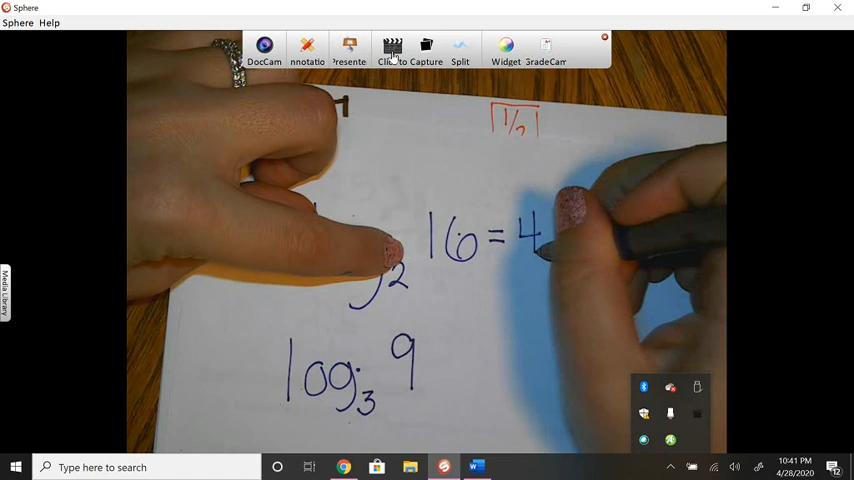 Sphere
Sphere Help
DocCam
nnotatio
Presente
Click to
Capture
Split
Widget
GradeCam
1/2
2 16 = 4
log3 9
Media Library
Type here to search
10:41 PM
4/28/2020
12